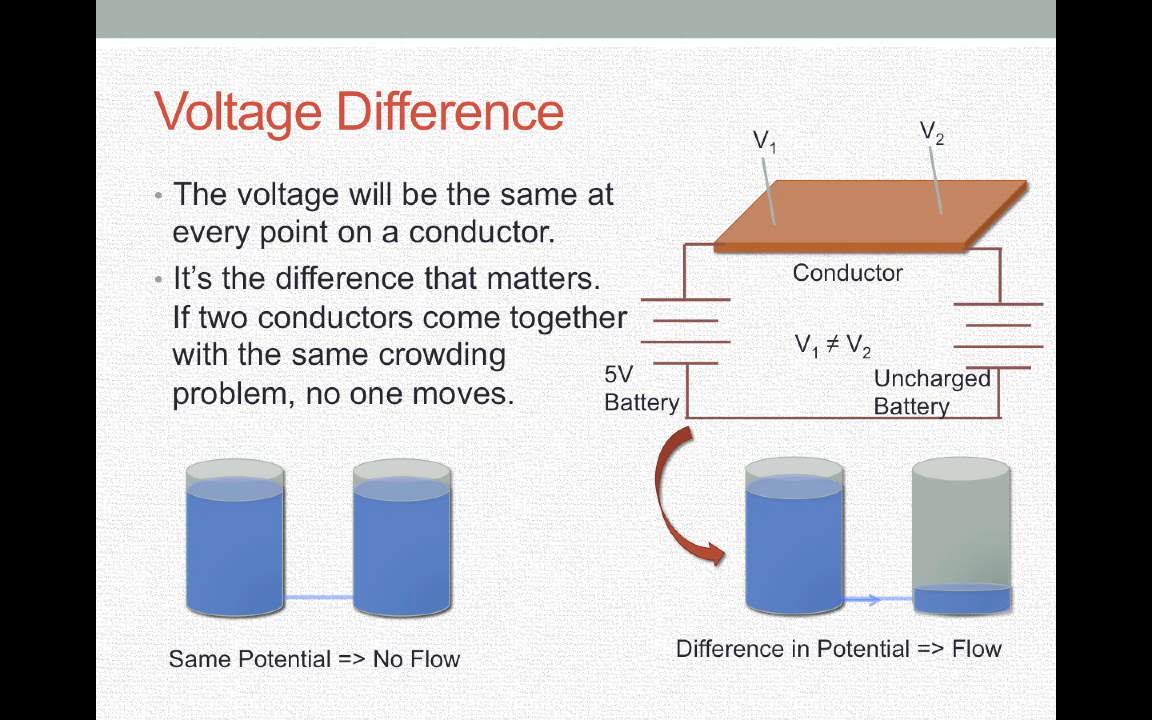 Voltage Difference
• The voltage will be the same at
every point on a conductor.
• It's the difference that matters.
If two conductors come together
with the same crowding
problem, no one moves.
V1
V2
Conductor
V1 ≠ V2
5V
Battery
Uncharged
Battery
Same Potential => No Flow
Difference in Potential => Flow